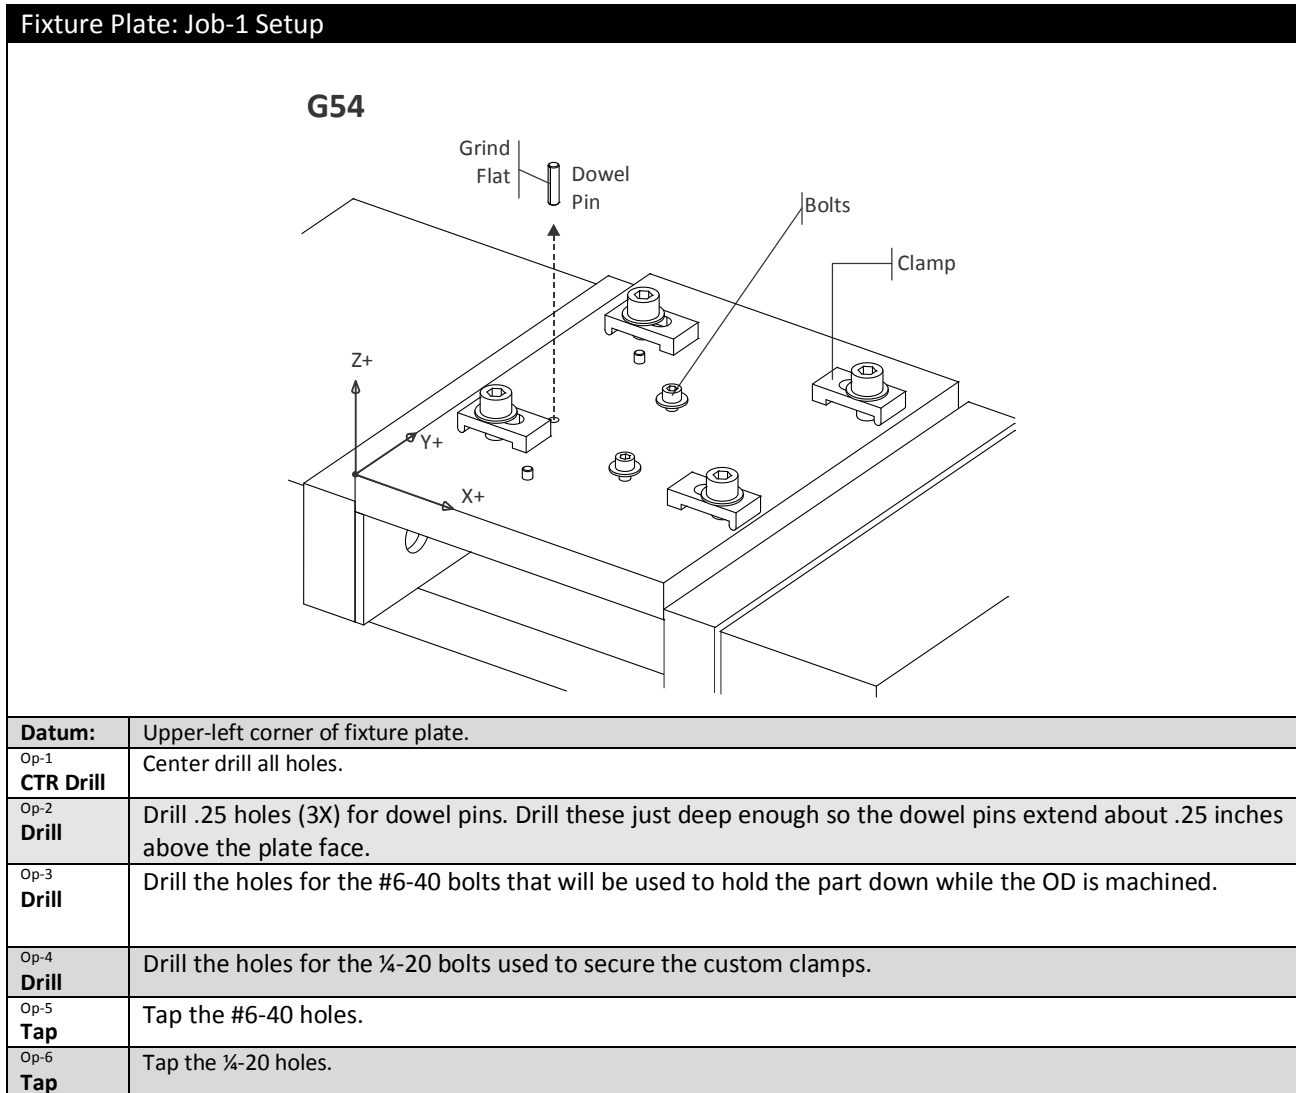 Fixture Plate: Job-1 Setup
G54
Grind
Flat
Dowel
Pin
Bolts
Clamp
Z+
Y+
X+
Datum: Upper-left corner of fixture plate.
Op-1
CTR Drill
Center drill all holes.
Op-2
Drill
Drill .25 holes (3X) for dowel pins. Drill these just deep enough so the dowel pins extend about .25 inches
above the plate face.
Op-3
Drill
Drill the holes for the #6-40 bolts that will be used to hold the part down while the OD is machined.
Op-4
Drill
Drill the holes for the ¼-20 bolts used to secure the custom clamps.
Op-5
Tap
Tap the #6-40 holes.
Op-6
Tap
Tap the ¼-20 holes.